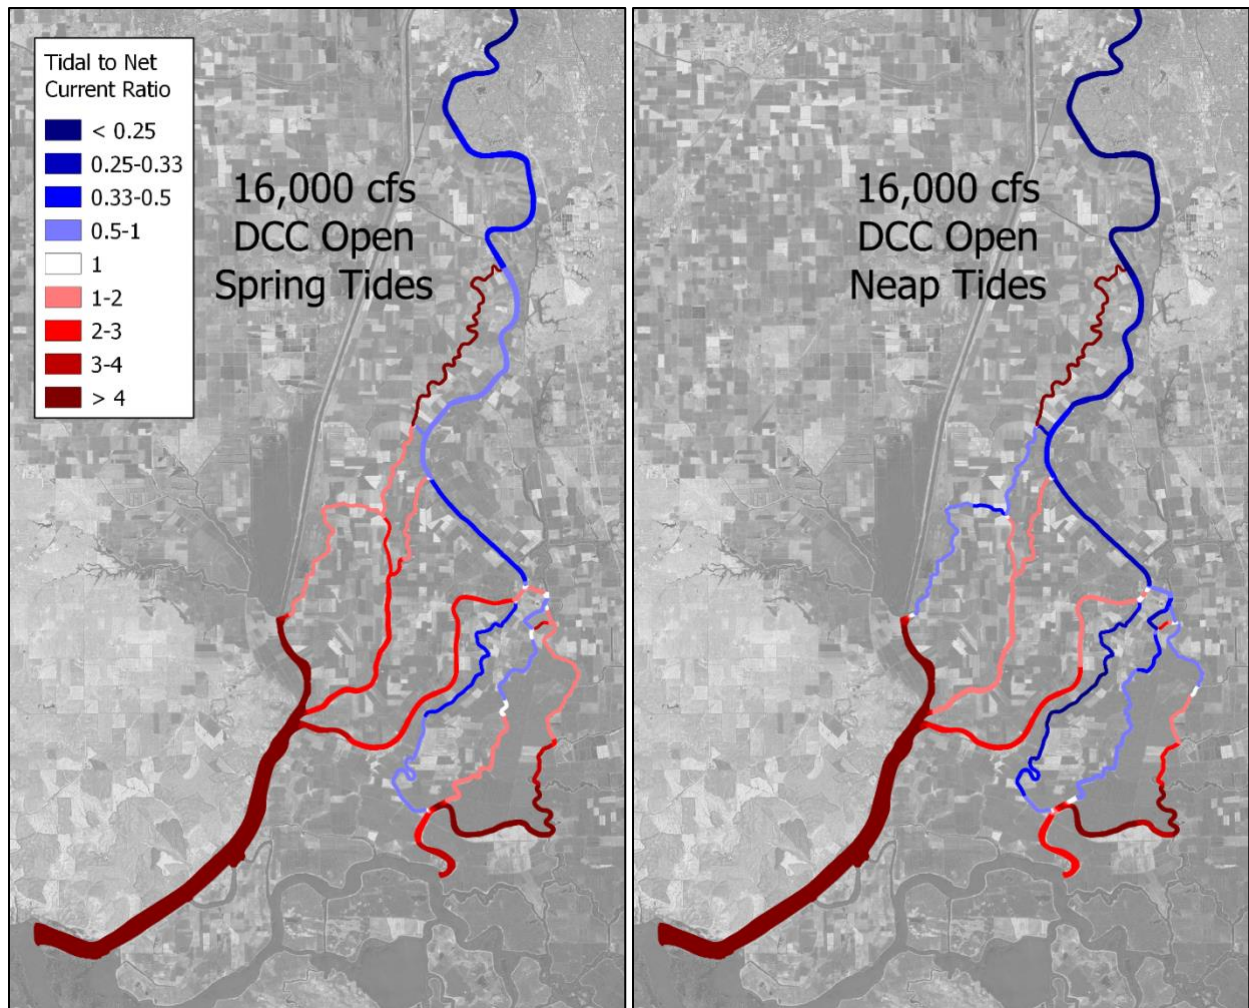 Tidal to Net
Current Ratio
< 0.25
0.25-0.33
0.33-0.5
0.5-1
1
1-2
2-3
3-4
> 4
16,000 cfs
DCC Open
Spring Tides
16,000 cfs
DCC Open
Neap Tides